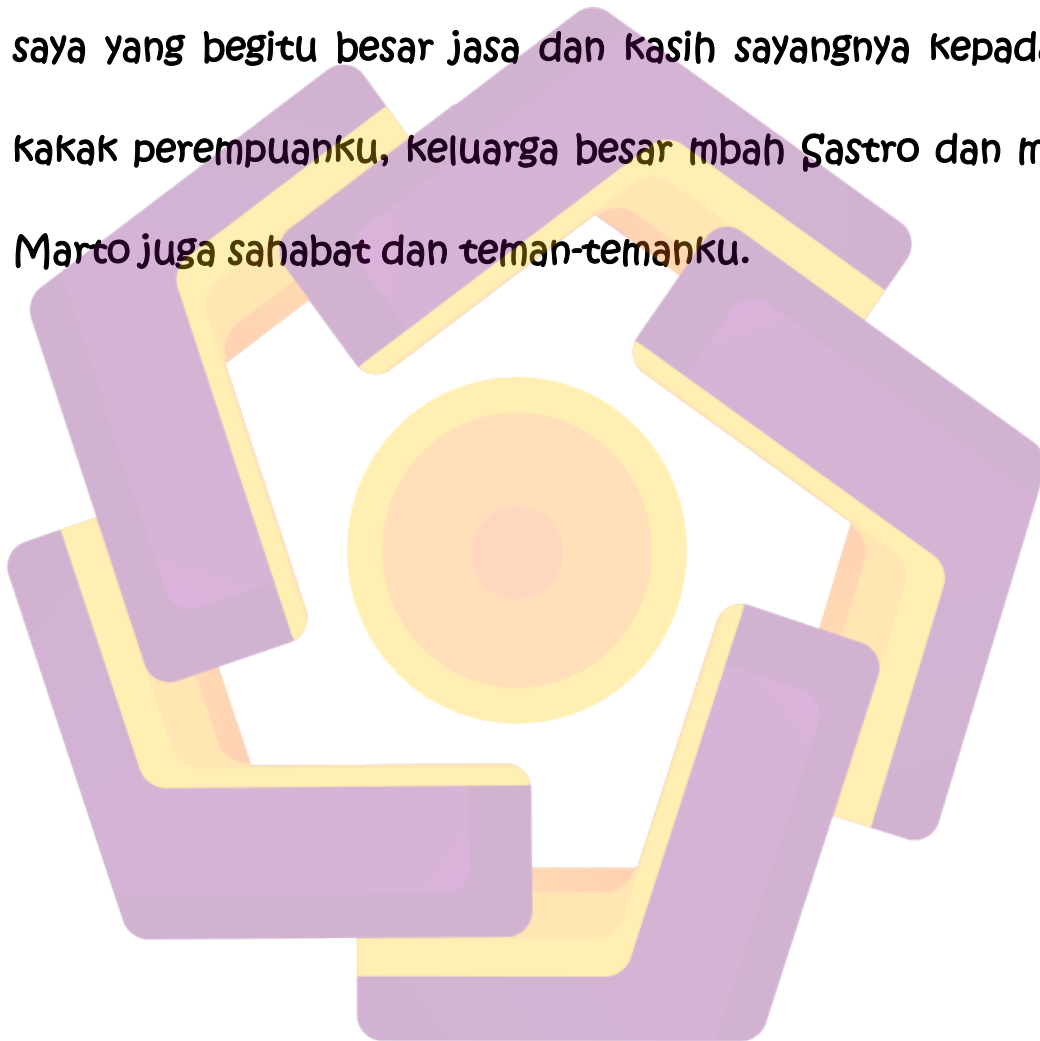 saya yang begitu besar jasa dan kasih sayangnya kepada
kakak perempuanku, keluarga besar mbah Sastro dan
Marto juga sahabat dan teman-temanku.